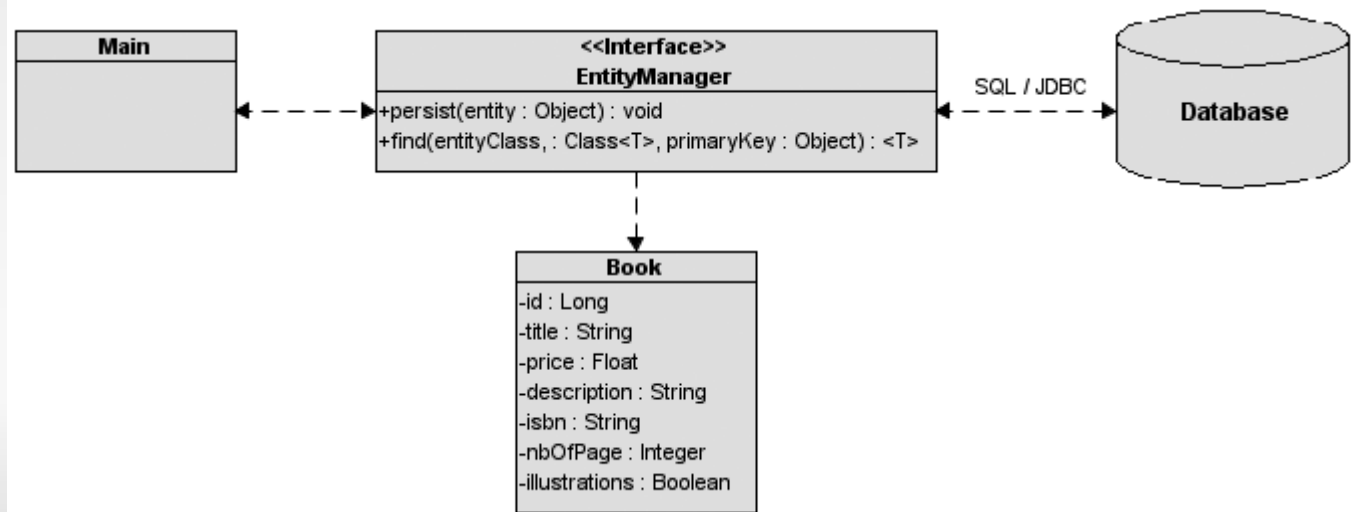 Main
<<Interface>>
EntityManager
+persist(entity : Object) : void
+find(entityClass, : Class<T>, primaryKey : Object) : <T>
SQL / JDBC
Database
Book
-id : Long
-title : String
-price : Float
-description : String
-isbn : String
-nbOfPage : Integer
-illustrations : Boolean